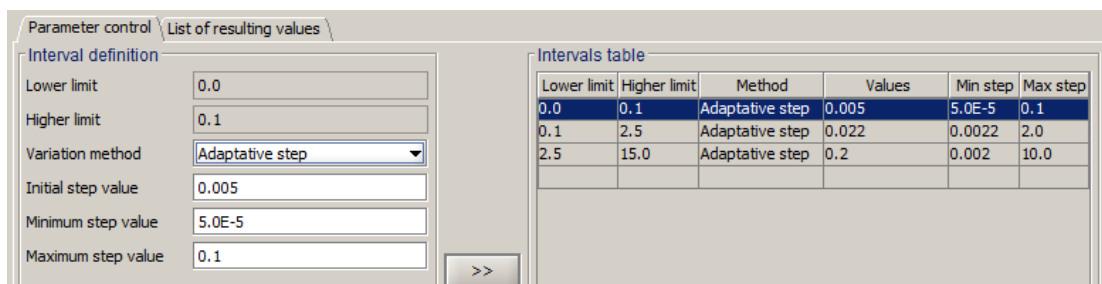 Parameter control List of resulting values
Interval definition
Lower limit 0.0
Higher limit 0.1
Variation method Adaptative step
Initial step value 0.005
Minimum step value 5.0E-5
Maximum step value 0.1
>>
Intervals table
Lower limit Higher limit Method Values Min step Max step
0.0 0.1 Adaptative step 0.005 5.0E-5 0.1
0.1 2.5 Adaptative step 0.022 0.0022 2.0
2.5 15.0 Adaptative step 0.2 0.002 10.0